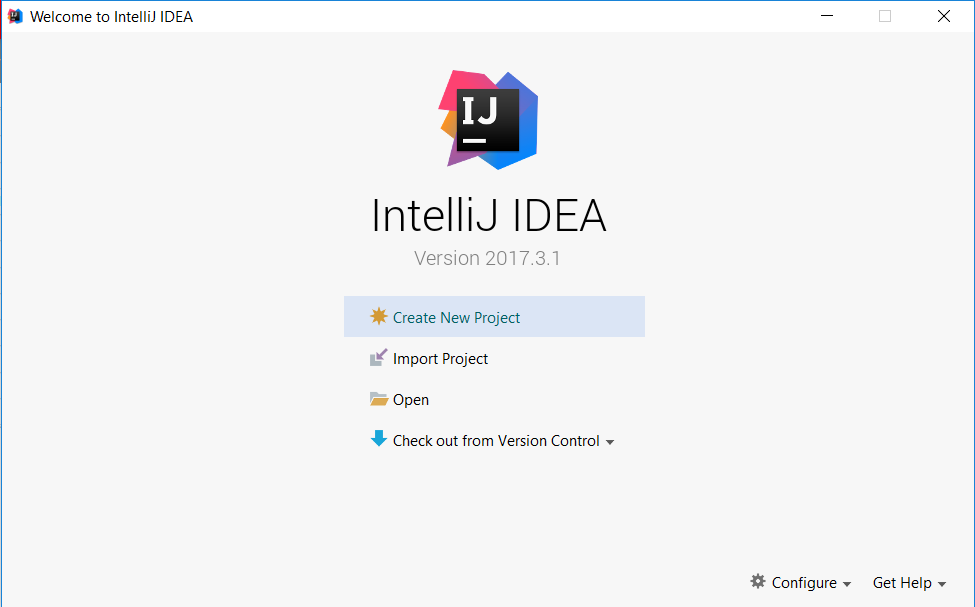 Welcome to IntelliJ IDEA
IJ
IntelliJ IDEA
Version 2017.3.1
Create New Project
Import Project
Open
Check out from Version Control
Configure
Get Help